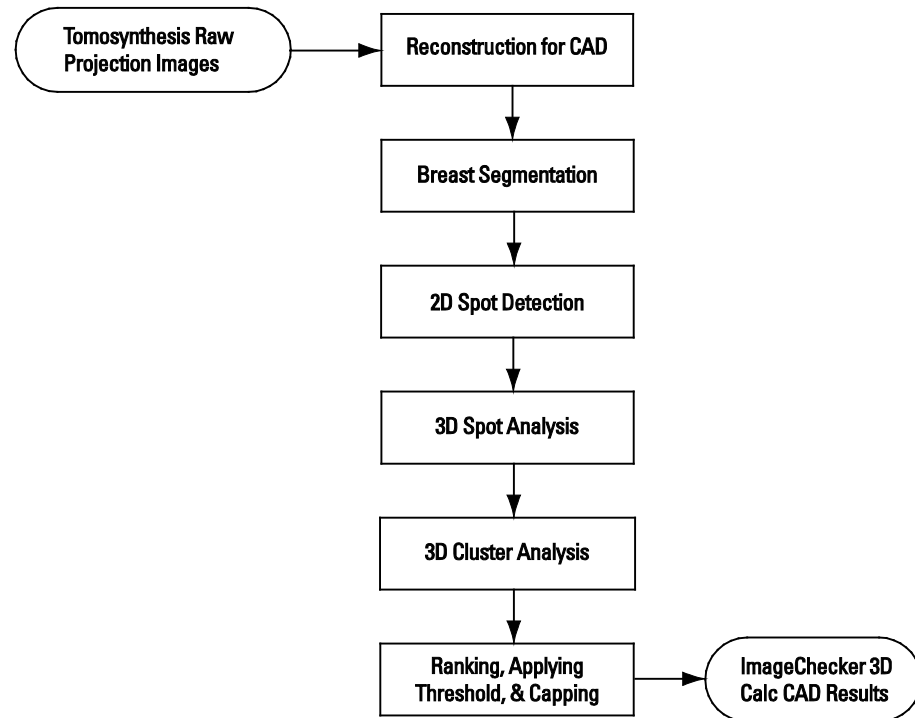 Tomosynthesis Raw
Projection Images
Reconstruction for CAD
Breast Segmentation
2D Spot Detection
3D Spot Analysis
3D Cluster Analysis
Ranking, Applying
Threshold, & Capping
ImageChecker 3D
Calc CAD Results